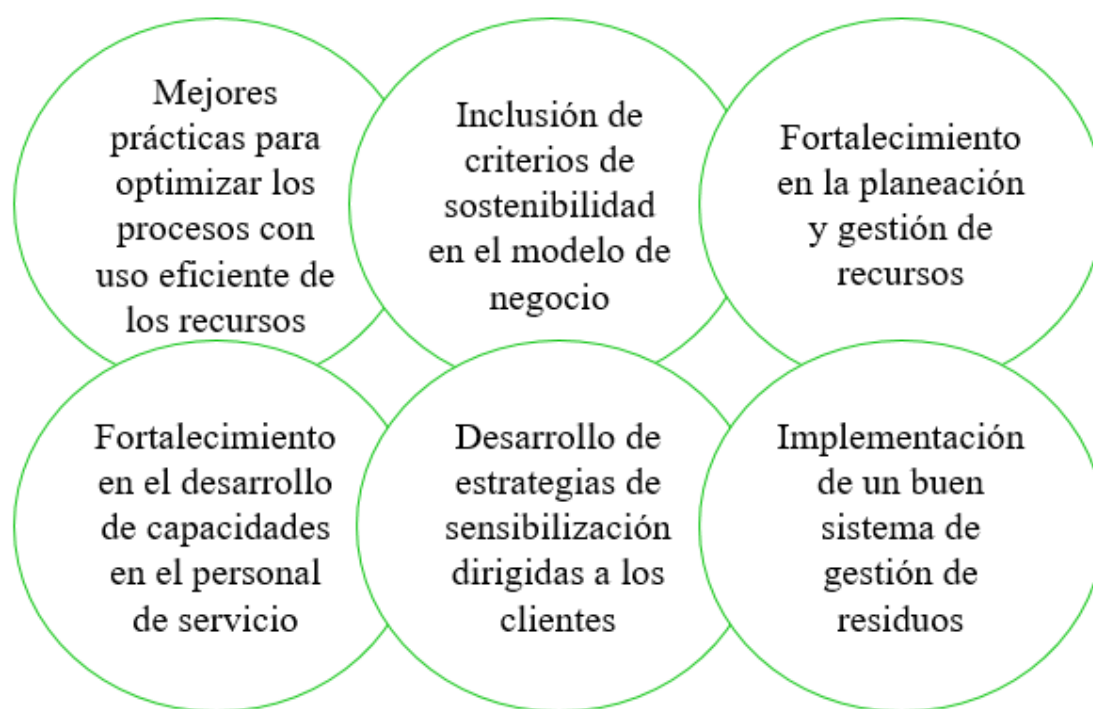 Mejores
prácticas para
optimizar los
procesos con
uso eficiente de
los recursos
Inclusión de
criterios de
sostenibilidad
en el modelo de
negocio
Fortalecimiento
en la planeación
y gestión de
recursos
Fortalecimiento
en el desarrollo
de capacidades
en el personal
de servicio
Desarrollo de
estrategias de
sensibilización
dirigidas a los
clientes
Implementación
de un buen
sistema de
gestión de
residuos